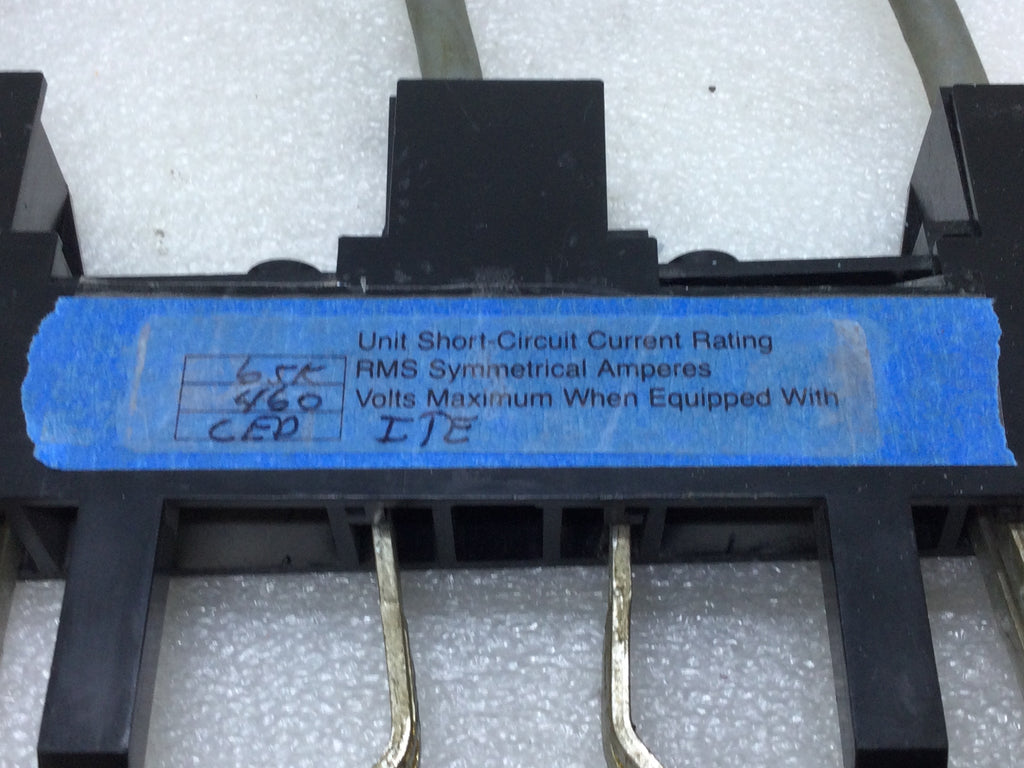 Unit Short-Circuit Current Rating
65K RMS Symmetrical Amperes
460 Volts Maximum When Equipped With
CED ITE